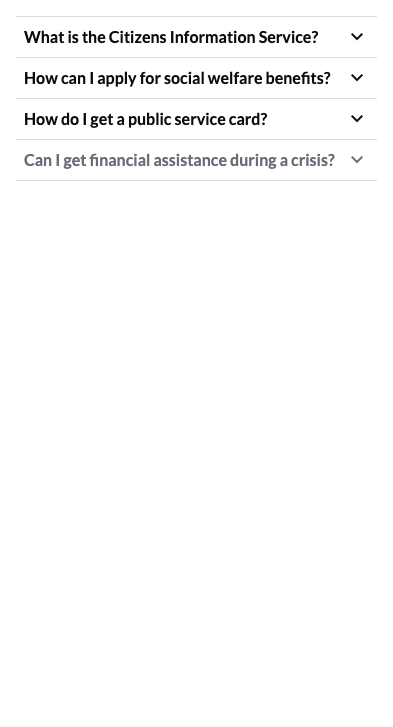 What is the Citizens Information Service?
How can I apply for social welfare benefits?
How do I get a public service card?
Can I get financial assistance during a crisis?